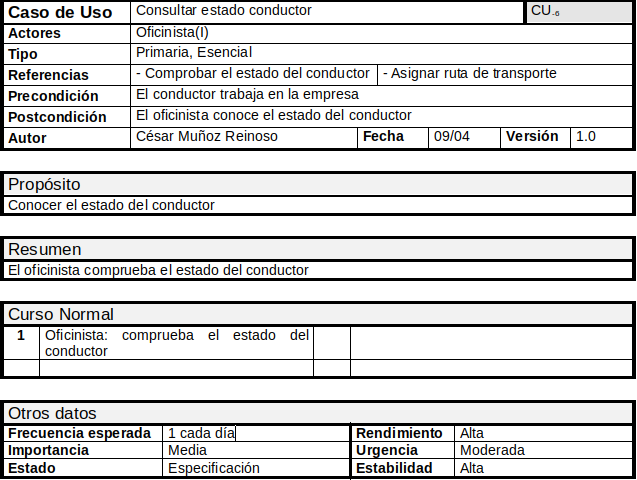 Caso de Uso Consultar estado conductor CU.6
Actores Oficinista(I)
Tipo Primaria, Esencial
Referencias - Comprobar el estado del conductor - Asignar ruta de transporte
Precondición El conductor trabaja en la empresa
Postcondición El oficinista conoce el estado del conductor
Autor César Muñoz Reinoso Fecha 09/04 Versión 1.0
Propósito
Conocer el estado del conductor
Resumen
El oficinista comprueba el estado del conductor
Curso Normal
1 Oficinista: comprueba el estado del
conductor
Otros datos
Frecuencia esperada 1 cada día Rendimiento Alta
Importancia Media Urgencia Moderada
Estado Especificación Estabilidad Alta